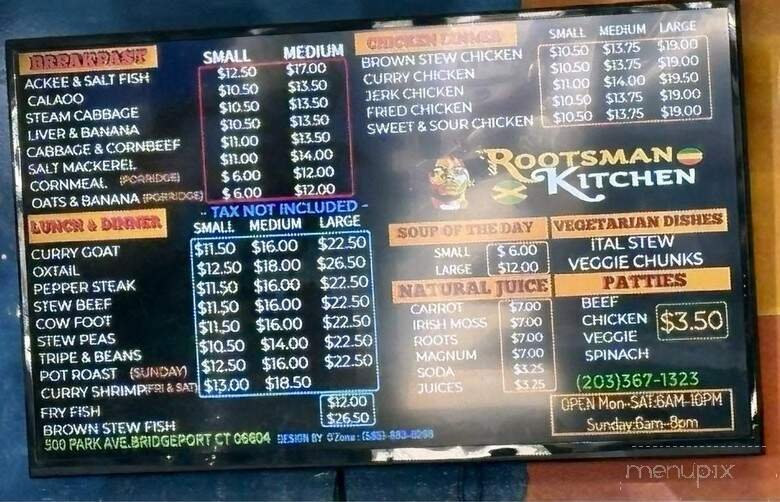 BREAKFAST SMALL MEDIUM
ACKEE & SALT FISH $12.50 $17.00
CALAOO $10.50 $13.50
STEAM CABBAGE $10.50 $13.50
LIVER & BANANA $10.50 $13.50
CABBAGE & CORNBEEF $11.00 $13.50
SALT MACKEREL $11.00 $14.00
CORNMEAL (PORRIDGE) $6.00 $12.00
OATS & BANANA (PORRIDGE) $6.00 $12.00
- TAX NOT INCLUDED -
LUNCH & DINNER SMALL MEDIUM LARGE
CURRY GOAT $11.50 $16.00 $22.50
OXTAIL $12.50 $18.00 $26.50
PEPPER STEAK $11.50 $16.00 $22.50
STEW BEEF $11.50 $16.00 $22.50
COW FOOT $11.50 $16.00 $22.50
STEW PEAS $10.50 $14.00 $22.50
TRIPE & BEANS $12.50 $16.00 $22.50
POT ROAST (SUNDAY) $13.00 $18.50
CURRY SHRIMP(FRI & SAT)
FRY FISH $12.00
BROWN STEW FISH $26.50
500 PARK AVE.BRIDGEPORT CT 06604 DESIGN BY O'Zone :
CHICKEN DINNER SMALL MEDIUM LARGE
BROWN STEW CHICKEN $10.50 $13.75 $19.00
CURRY CHICKEN $10.50 $13.75 $19.00
JERK CHICKEN $11.00 $14.00 $19.50
FRIED CHICKEN $10.50 $13.75 $19.00
SWEET & SOUR CHICKEN $10.50 $13.75 $19.00
ROOTSMAN
KITCHEN
SOUP OF THE DAY
SMALL $6.00
LARGE $12.00
VEGETARIAN DISHES
ITAL STEW
VEGGIE CHUNKS
NATURAL JUICE
CARROT $7.00
IRISH MOSS $7.00
ROOTS $7.00
MAGNUM $7.00
SODA $3.25
JUICES $3.25
PATTIES
BEEF
CHICKEN $3.50
VEGGIE
SPINACH
(203)367-1323
OPEN Mon-SAT:6AM-10PM
Sunday:8am-8pm
menupix